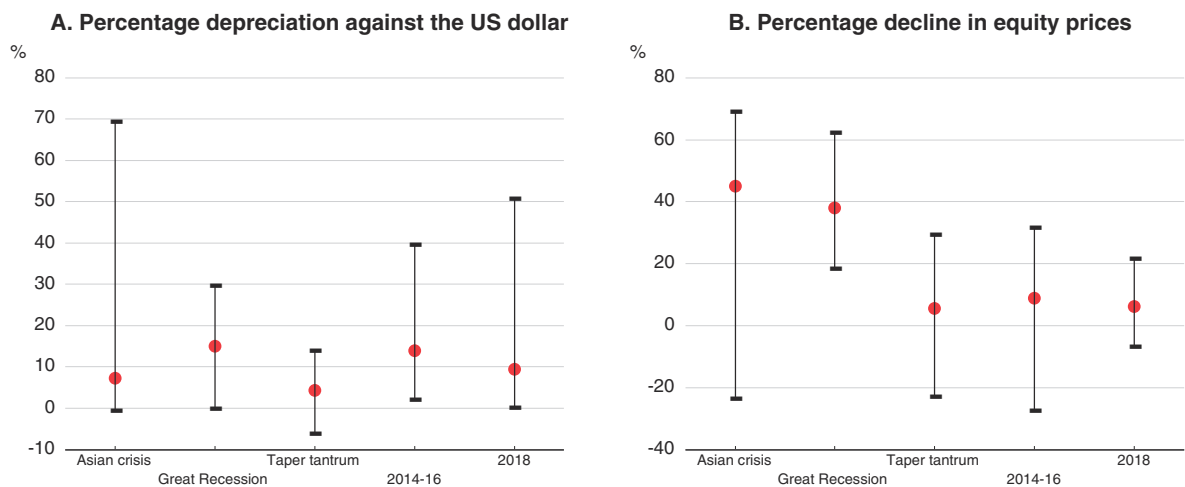 A. Percentage depreciation against the US dollar
%
80
70
60
50
40
30
20
10
0
-10
Asian crisis
Great Recession
Taper tantrum
2014-16
2018
B. Percentage decline in equity prices
%
80
60
40
20
0
-20
-40
Asian crisis
Great Recession
Taper tantrum
2014-16
2018